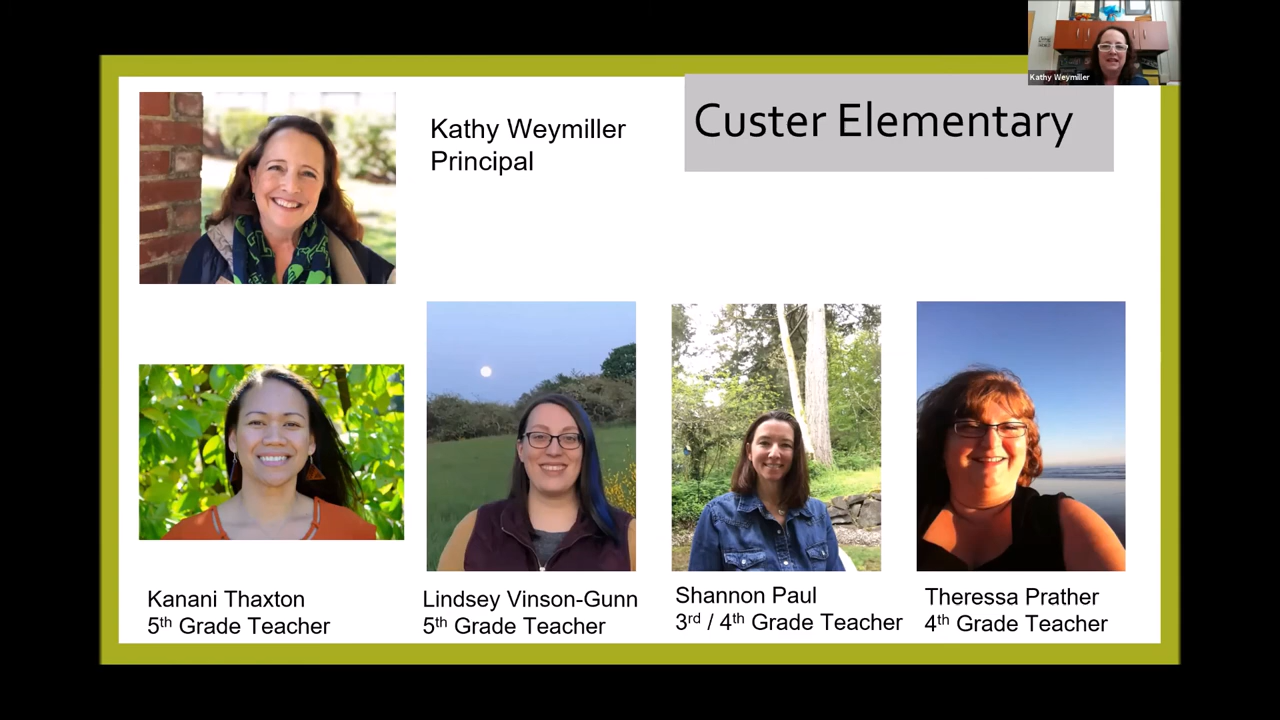 Kathy Weymiller
Kathy Weymiller
Principal
Custer Elementary
Kanani Thaxton
5th Grade Teacher
Lindsey Vinson-Gunn
5th Grade Teacher
Shannon Paul
3rd / 4th Grade Teacher
Theressa Prather
4th Grade Teacher